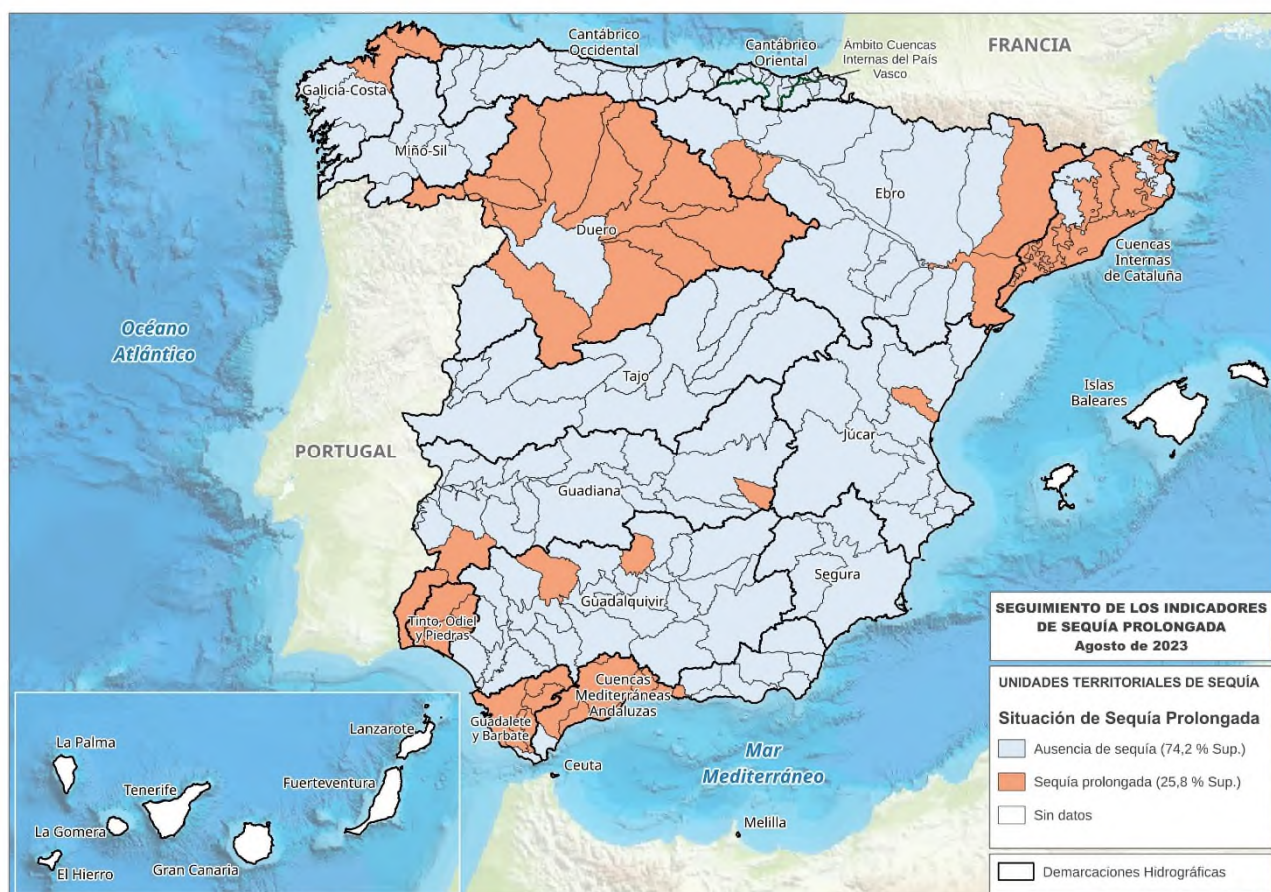 Cantábrico
Occidental
Cantábrico
Oriental
Ámbito Cuencas
Internas del País
Vasco
FRANCIA
Galicia-Costa
Miño-Sil
Ebro
Duero
Cuencas
Internas
de Cataluña
Océano
Atlántico
Tajo
Islas
Baleares
PORTUGAL
Júcar
Guadiana
Segura
Guadalquivir
Tinto, Odiel
y Piedras
Cuencas
Mediterráneas
Andaluzas
Guadalete
y Barbate
Ceuta
Mar
Mediterráneo
Melilla
Lanzarote
La Palma
Fuerteventura
Tenerife
La Gomera
El Hierro
Gran Canaria
SEGUIMIENTO DE LOS INDICADORES
DE SEQUÍA PROLONGADA
Agosto de 2023
UNIDADES TERRITORIALES DE SEQUÍA
Situación de Sequía Prolongada
Ausencia de sequía (74,2 % Sup.)
Sequía prolongada (25,8 % Sup.)
Sin datos
Demarcaciones Hidrográficas